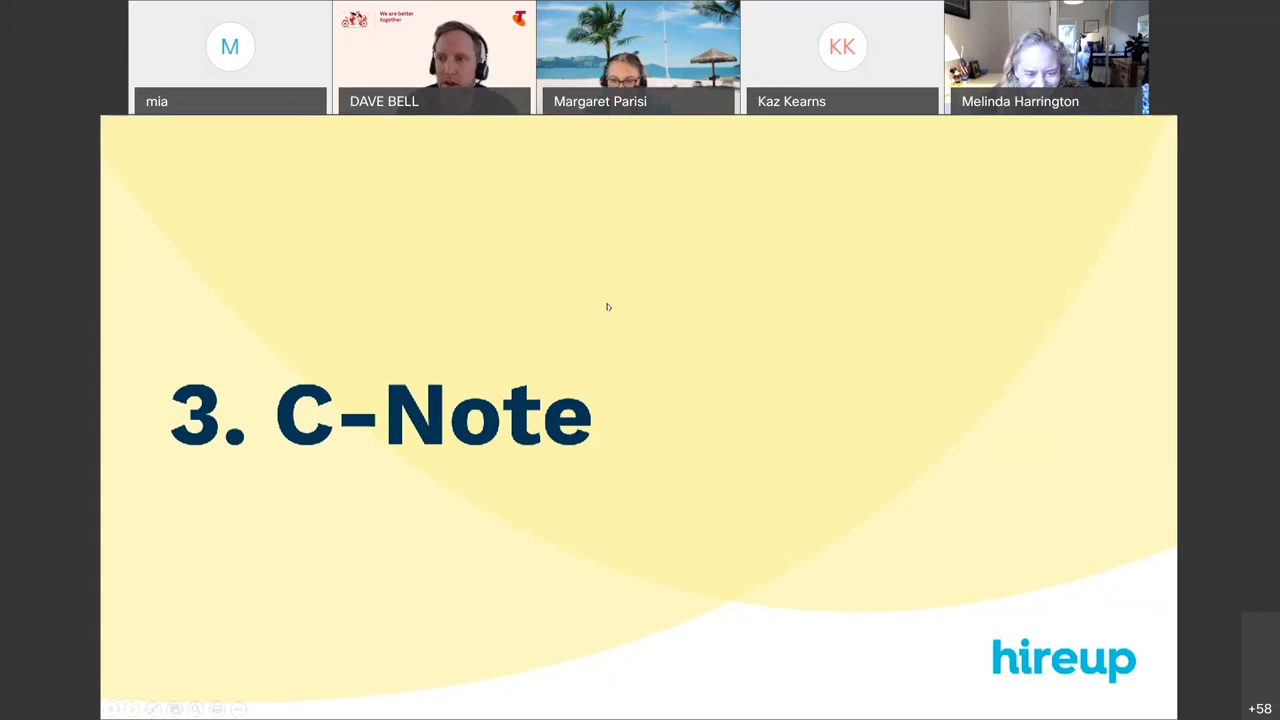 M
We are better
together
T
KK
mia
DAVE BELL
Margaret Parisi
Kaz Kearns
Melinda Harrington
3. C-Note
hireup
+58